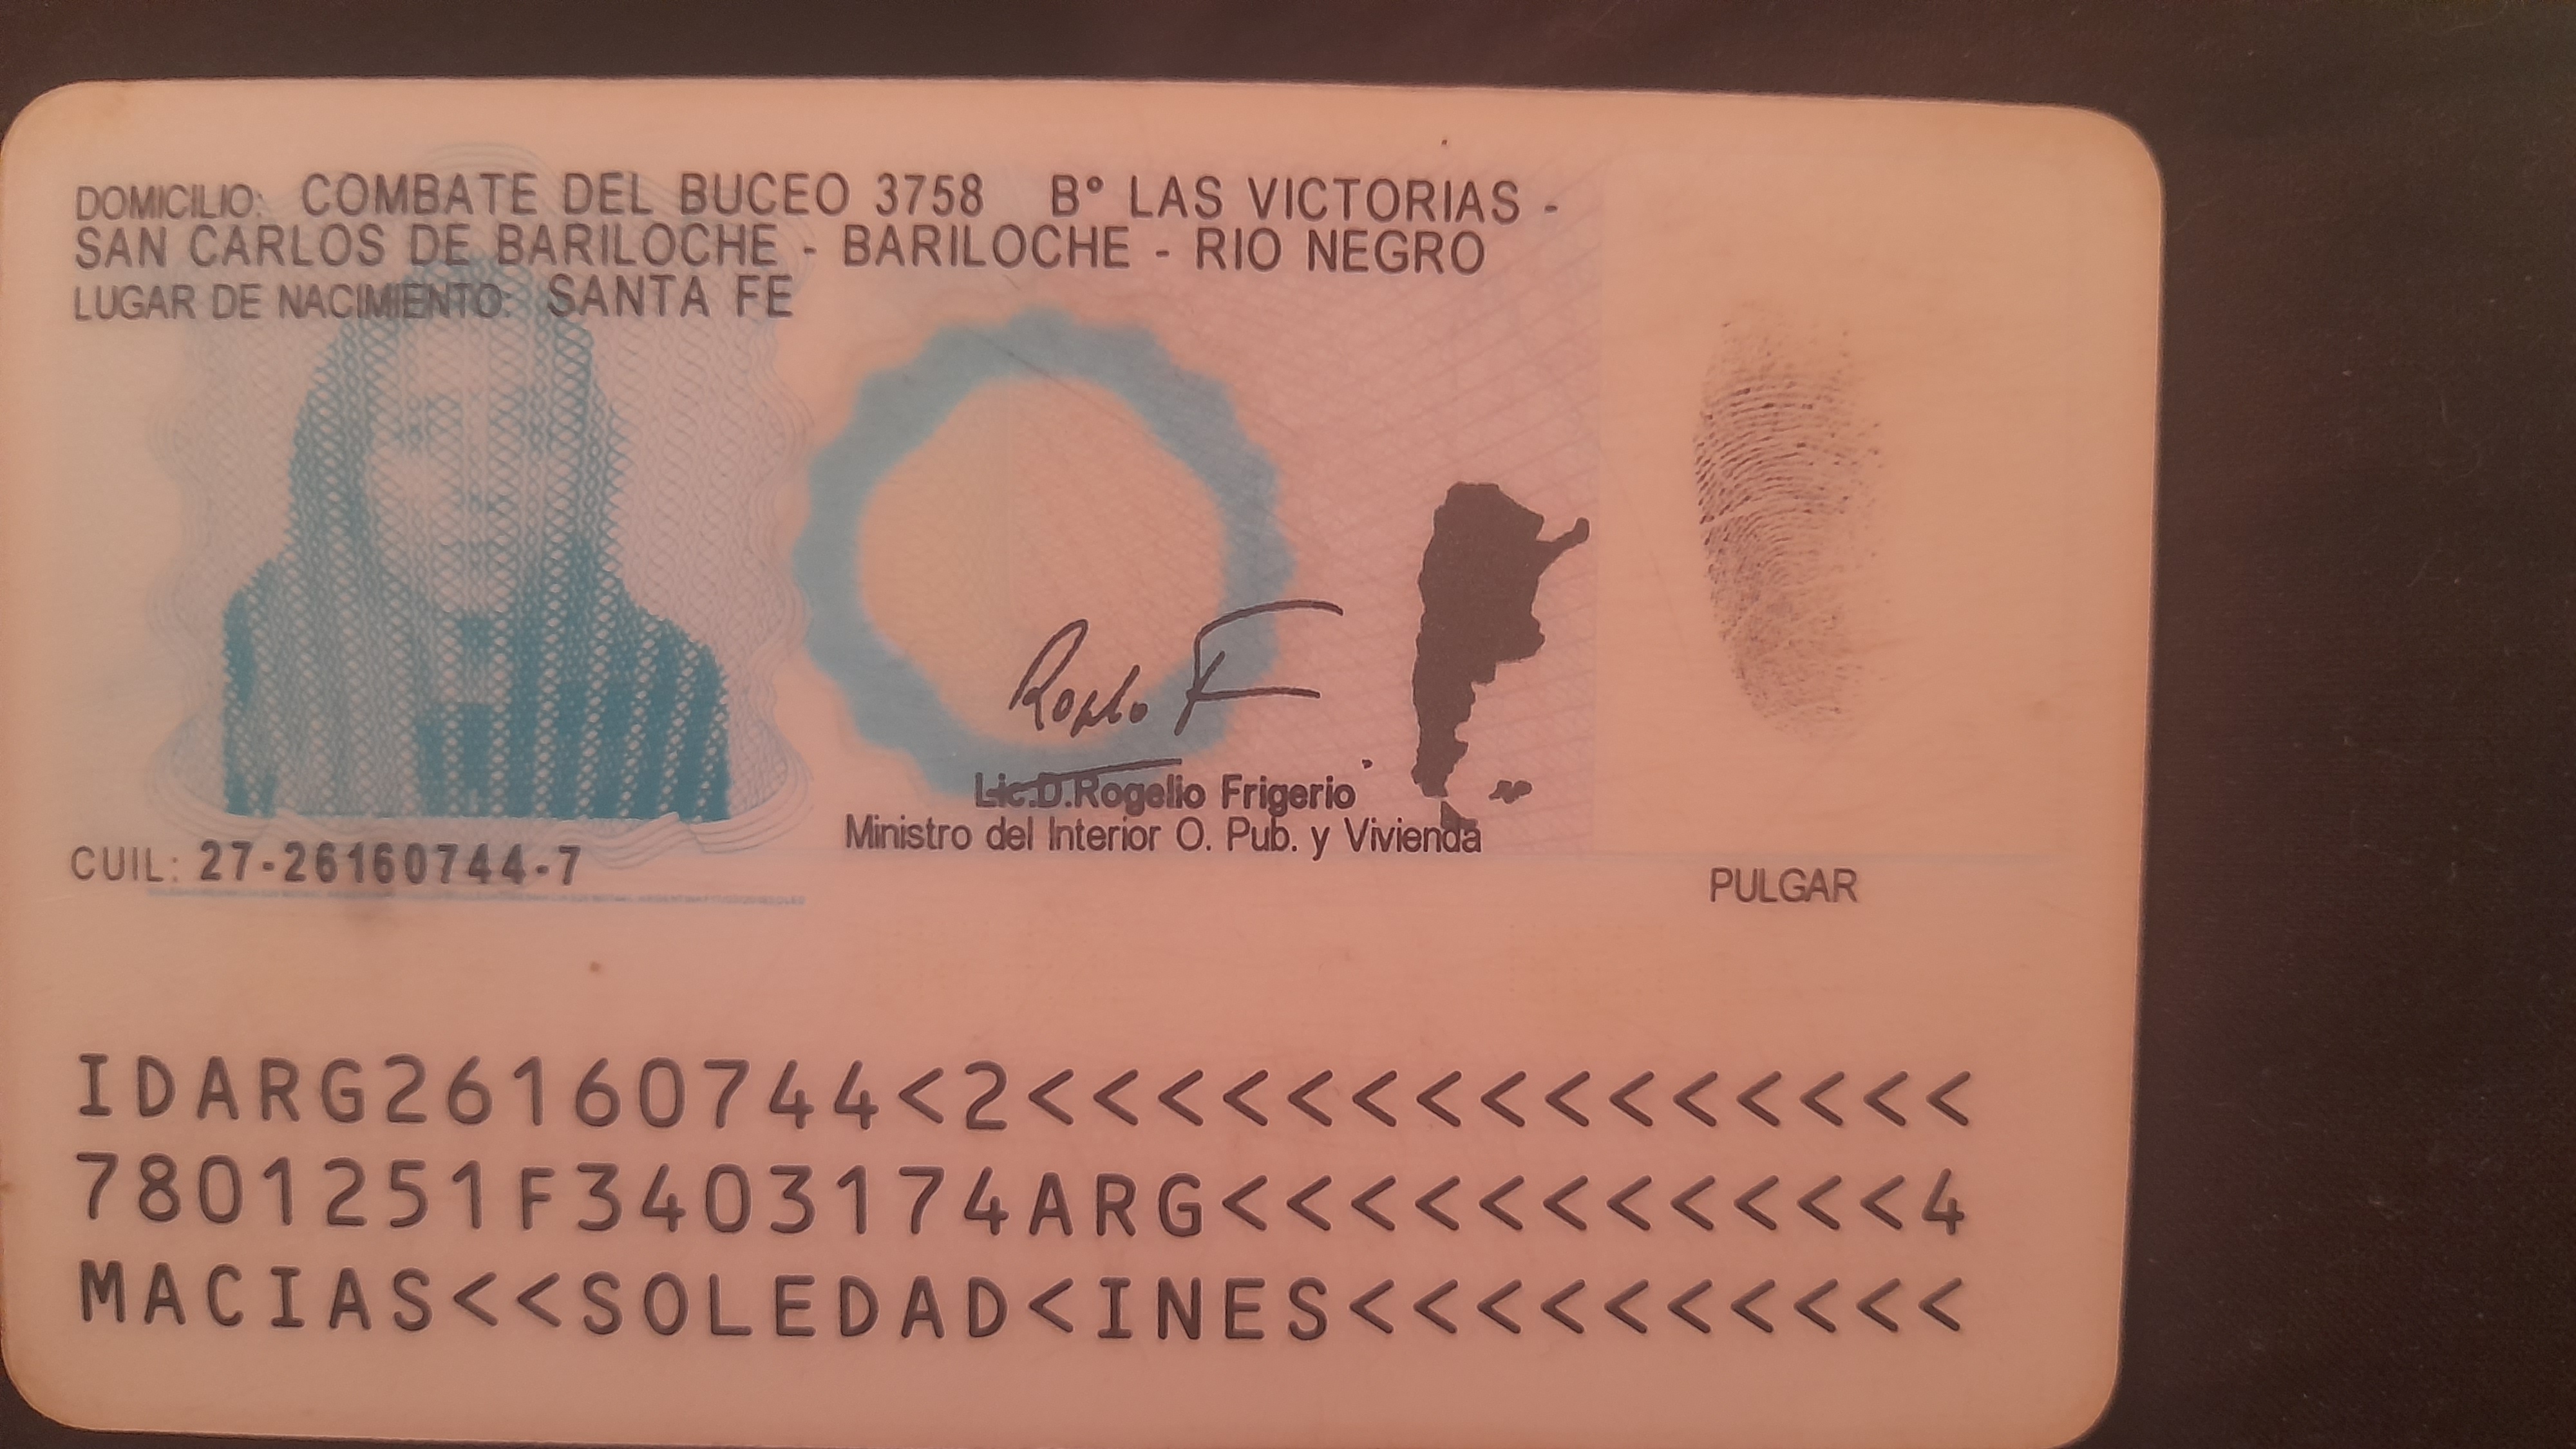 DOMICILIO: COMBATE DEL BUCEO 3758 B° LAS VICTORIAS -
SAN CARLOS DE BARILOCHE - BARILOCHE - RIO NEGRO
LUGAR DE NACIMIENTO: SANTA FE
Lic.D.Rogelio Frigerio
Ministro del Interior O. Pub. y Vivienda
CUIL: 27-26160744-7
PULGAR
IDARG26160744<2<<<<<<<<<<<<<<<
7801251F3403174ARG<<<<<<<<<<<4
MACIAS<<SOLEDAD<INES<<<<<<<<<<